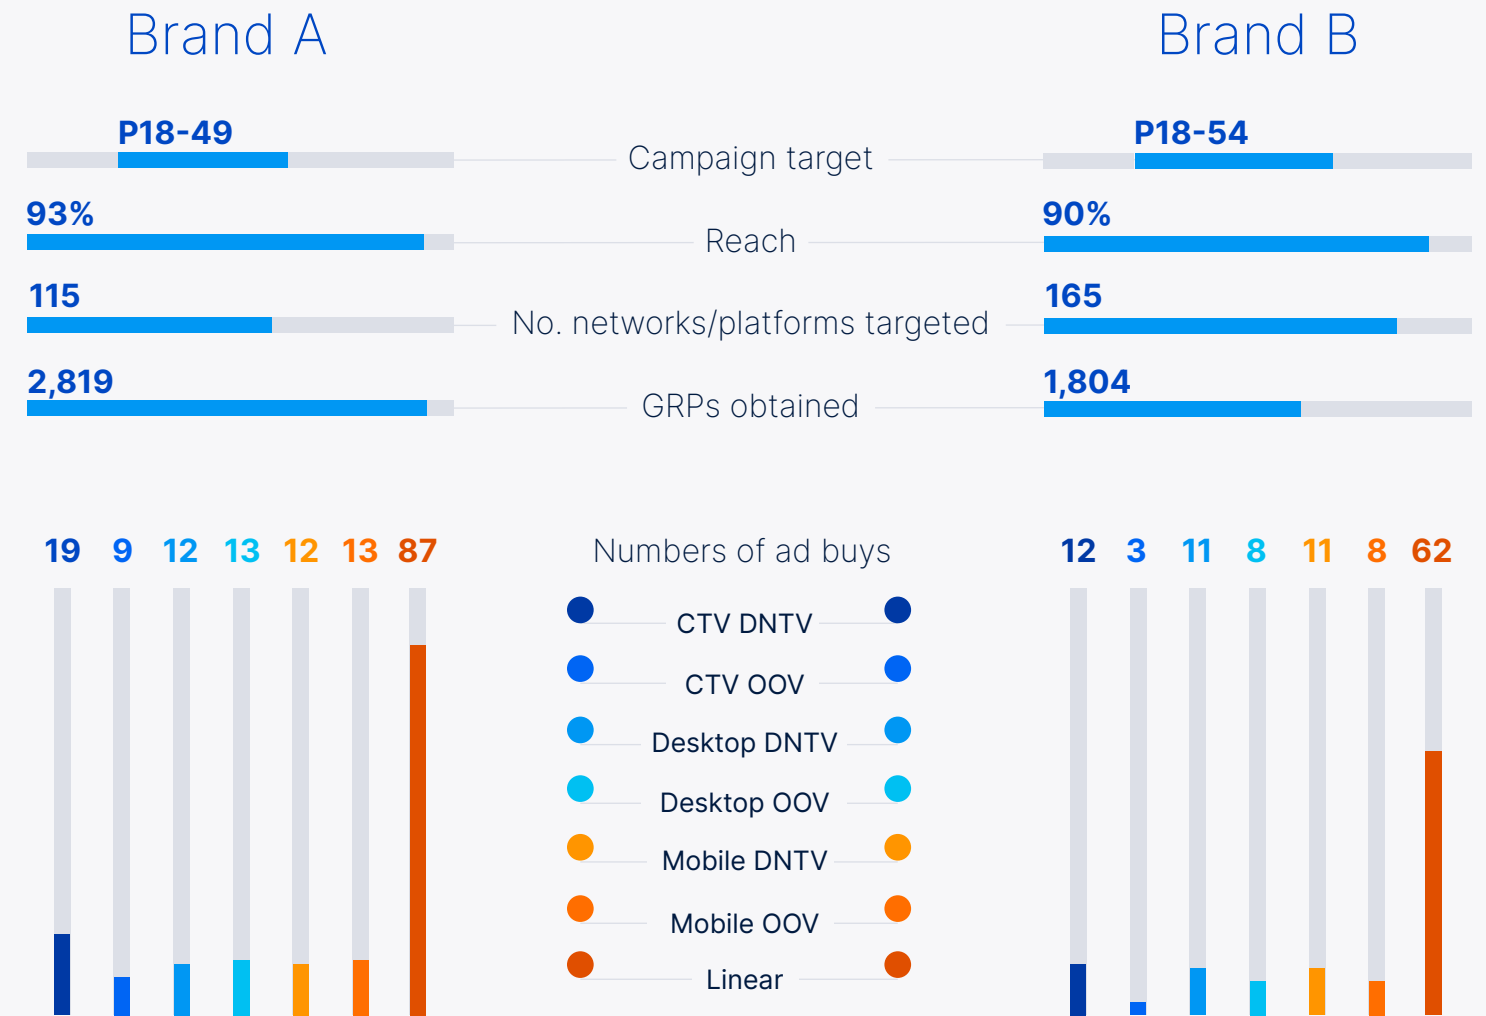 Brand A
Brand B
P18-49
Campaign target
P18-54
93%
Reach
90%
115
No. networks/platforms targeted
165
2,819
GRPs obtained
1,804
19 9 12 13 12 13 87
Numbers of ad buys
12 3 11 8 11 8 62
CTV DNTV
CTV OOV
Desktop DNTV
Desktop OOV
Mobile DNTV
Mobile OOV
Linear